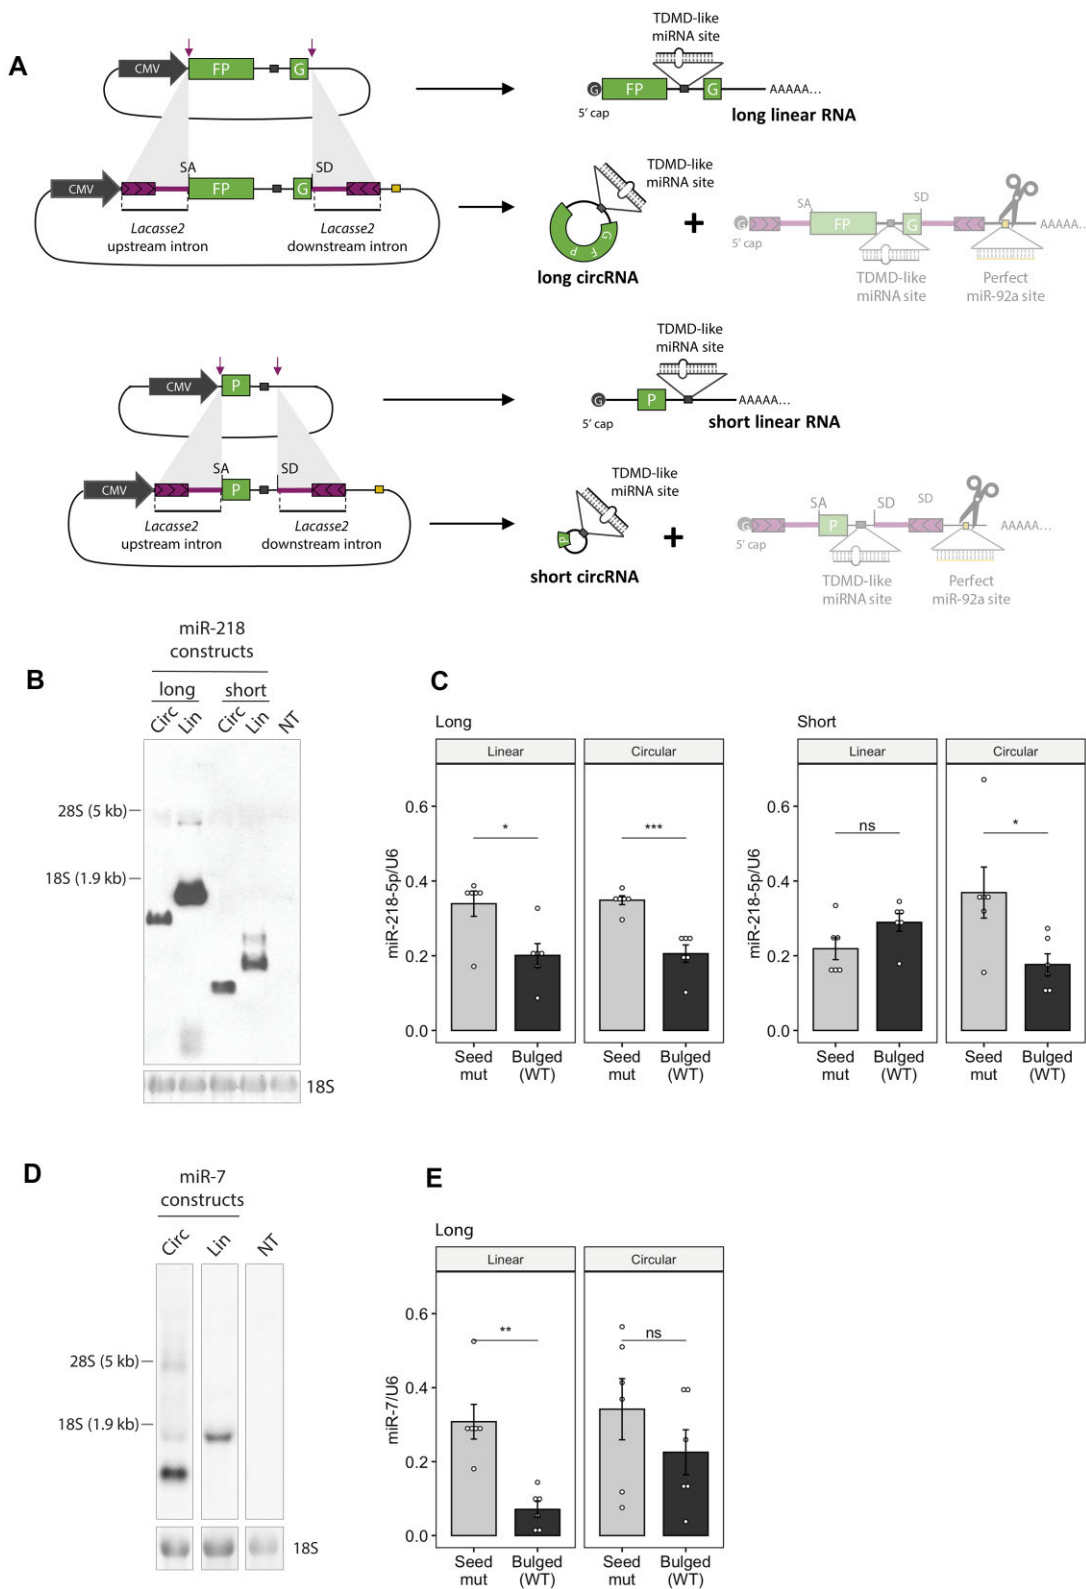 A
CMV
FP
G
TDMD-like
miRNA site
G
FP
G
AAAAA...
5' cap
long linear RNA
CMV
SA
FP
G
SD
Lacasse2
upstream intron
Lacasse2
downstream intron
TDMD-like
miRNA site
G F P
long circRNA
+
G
5' cap
SA
FP
G
SD
AAAAA...
TDMD-like
miRNA site
Perfect
miR-92a site
CMV
P
TDMD-like
miRNA site
G
P
AAAAA...
5' cap
short linear RNA
CMV
SA
P
SD
Lacasse2
upstream intron
Lacasse2
downstream intron
TDMD-like
miRNA site
P
short circRNA
+
G
5' cap
SA
P
SD
SD
AAAAA...
TDMD-like
miRNA site
Perfect
miR-92a site
B
miR-218
constructs
long
short
Circ
Lin
Circ
Lin
NT
28S (5 kb)
18S (1.9 kb)
18S
C
Long
Linear
Circular
miR-218-5p/U6
0.6
0.4
0.2
0.0
*
***
Seed
mut
Bulged
(WT)
Seed
mut
Bulged
(WT)
Short
Linear
Circular
miR-218-5p/U6
0.6
0.4
0.2
0.0
ns
*
Seed
mut
Bulged
(WT)
Seed
mut
Bulged
(WT)
D
miR-7
constructs
Circ
Lin
NT
28S (5 kb)
18S (1.9 kb)
18S
E
Long
Linear
Circular
miR-7/U6
0.6
0.4
0.2
0.0
**
ns
Seed
mut
Bulged
(WT)
Seed
mut
Bulged
(WT)